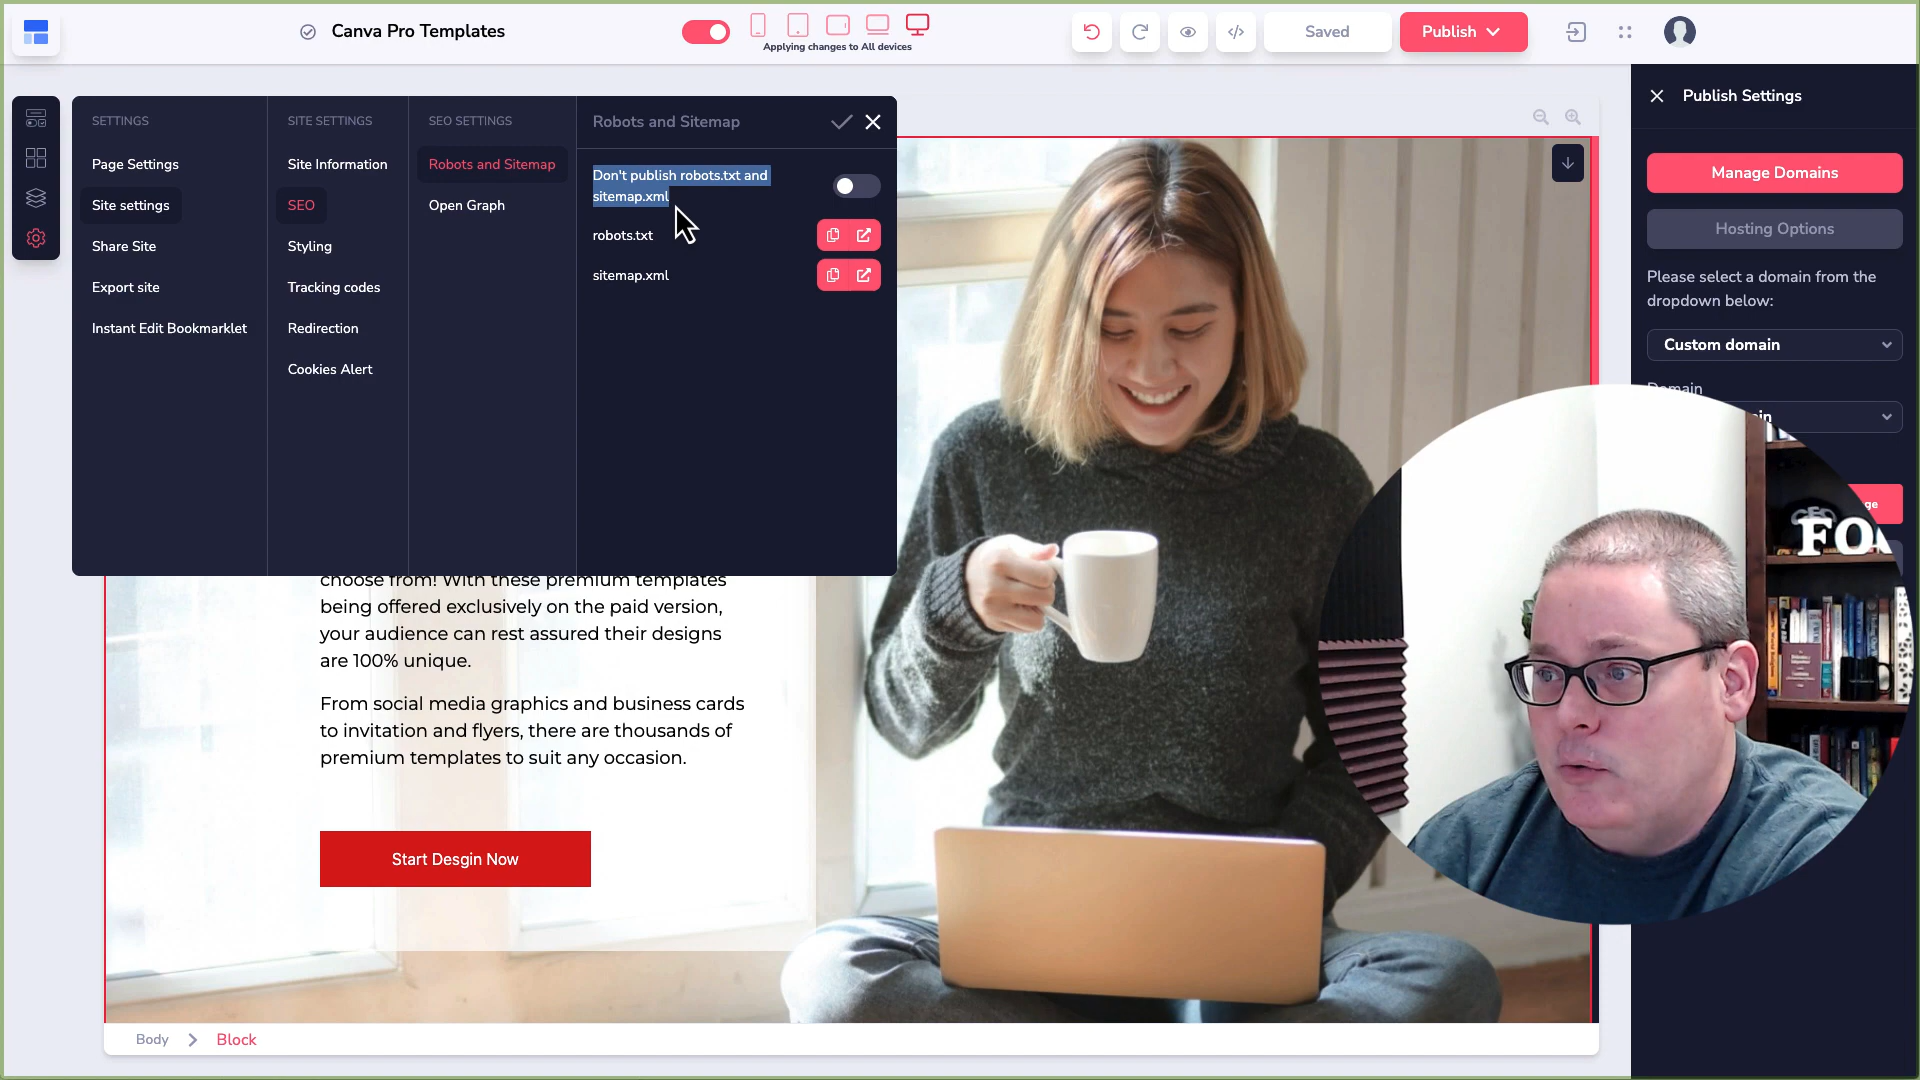 Canva Pro Templates
Applying changes to All devices
Saved
Publish
SETTINGS
Page Settings
Site settings
Share Site
Export site
Instant Edit Bookmarklet
SITE SETTINGS
Site Information
SEO
Styling
Tracking codes
Redirection
Cookies Alert
SEO SETTINGS
Robots and Sitemap
Open Graph
Robots and Sitemap
Don't publish robots.txt and
sitemap.xml
robots.txt
sitemap.xml
Publish Settings
Manage Domains
Hosting Options
Please select a domain from the
dropdown below:
Custom domain
Domain
choose from! With these premium templates
being offered exclusively on the paid version,
your audience can rest assured their designs
are 100% unique.
From social media graphics and business cards
to invitation and flyers, there are thousands of
premium templates to suit any occasion.
Start Desgin Now
Body
Block